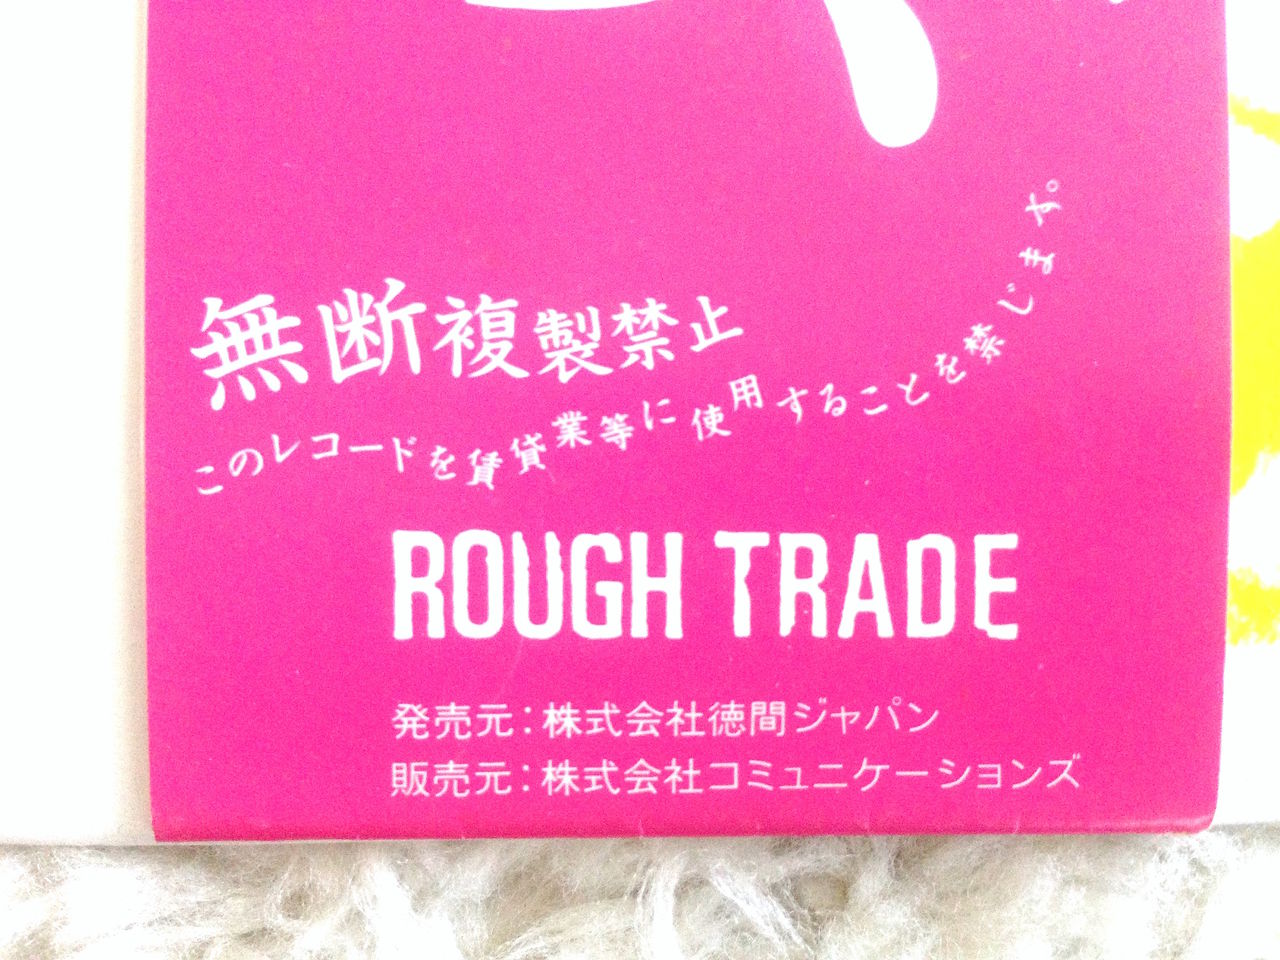 無断複製禁止
このレコードを賃貸業等に使用することを禁じます。
ROUGH TRADE
発売元：株式会社徳間ジャパン
販売元：株式会社コミュニケーションズ